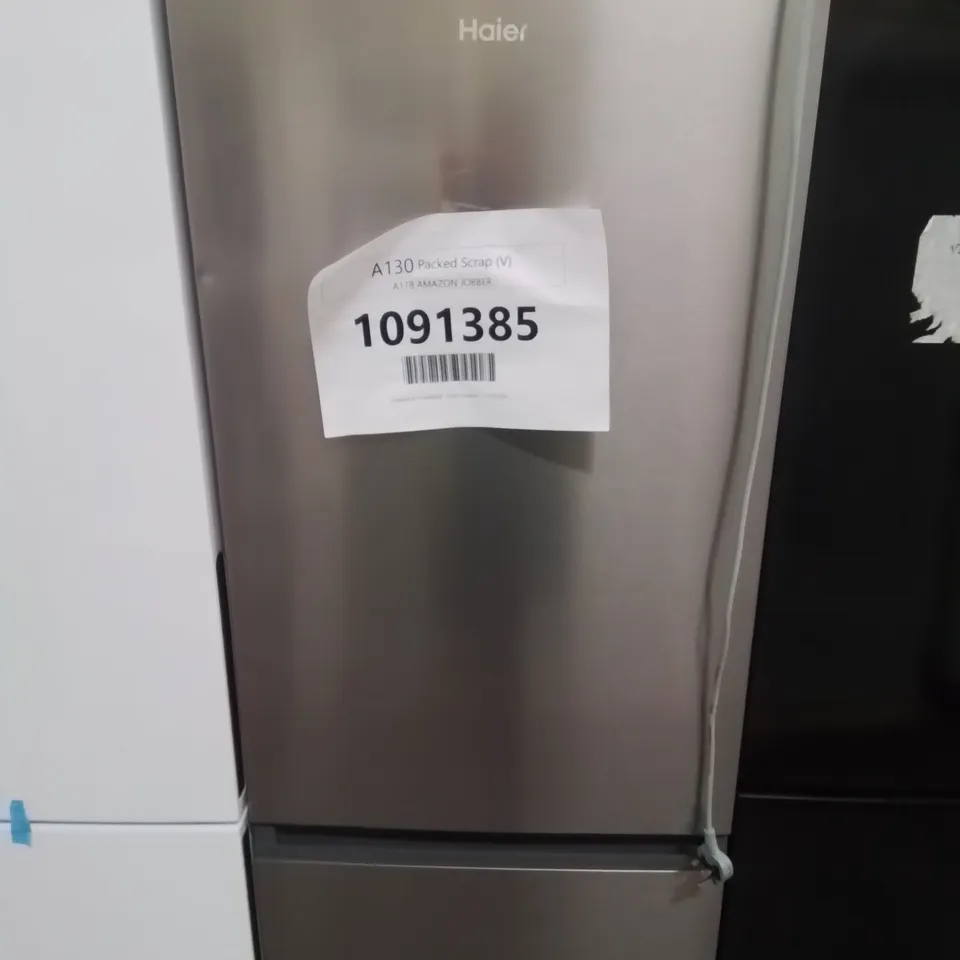 Haier
A130 Packed Scrap (V)
A118 AMAZON JOBBER
1091385